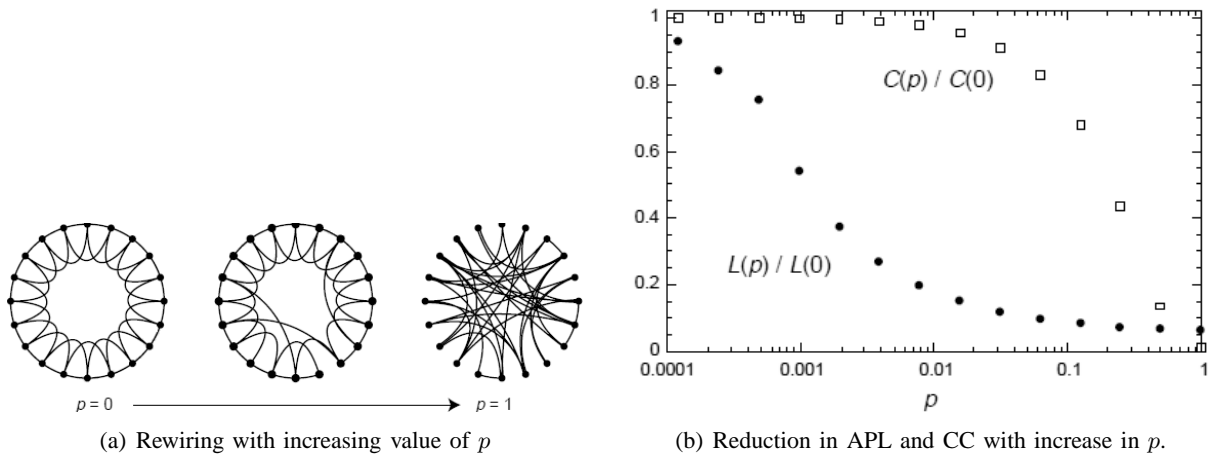 p = 0
p = 1
(a) Rewiring with increasing value of p
1
0.8
0.6
0.4
0.2
0
C(p) / C(0)
L(p) / L(0)
0.0001
0.001
0.01
0.1
1
p
(b) Reduction in APL and CC with increase in p.